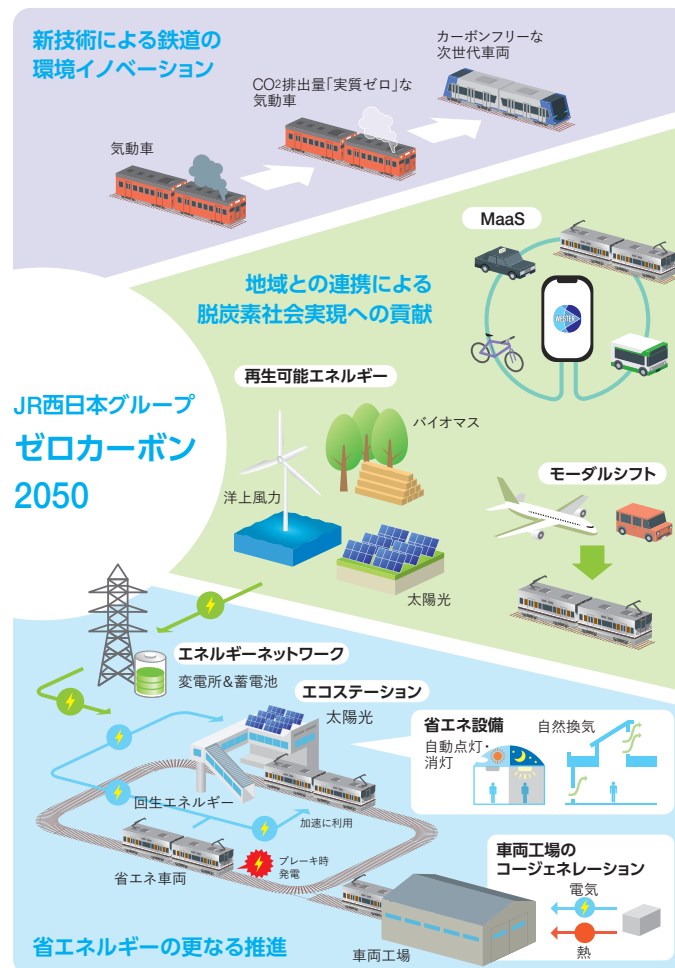 新技術による鉄道の
環境イノベーション
カーボンフリーな
次世代車両
CO2排出量「実質ゼロ」な
気動車
気動車
MaaS
地域との連携による
脱炭素社会実現への貢献
WESTER
再生可能エネルギー
バイオマス
洋上風力
太陽光
モーダルシフト
JR西日本グループ
ゼロカーボン
2050
エネルギーネットワーク
変電所&蓄電池
エコステーション
太陽光
省エネ設備
自動点灯・
消灯
自然換気
回生エネルギー
加速に利用
ブレーキ時
発電
省エネ車両
車両工場の
コージェネレーション
電気
熱
車両工場
省エネルギーの更なる推進